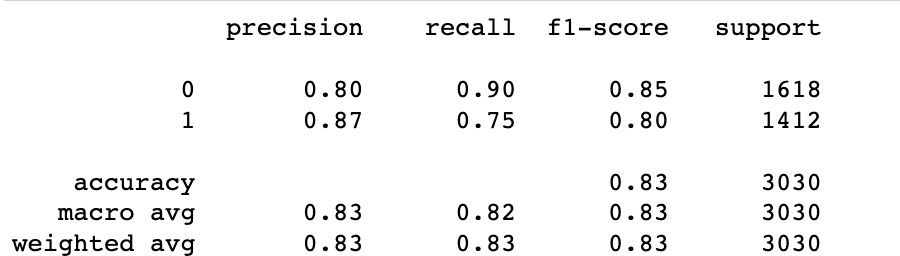 precision recall f1-score support
0 0.80 0.90 0.85 1618
1 0.87 0.75 0.80 1412
accuracy 0.83 3030
macro avg 0.83 0.82 0.83 3030
weighted avg 0.83 0.83 0.83 3030